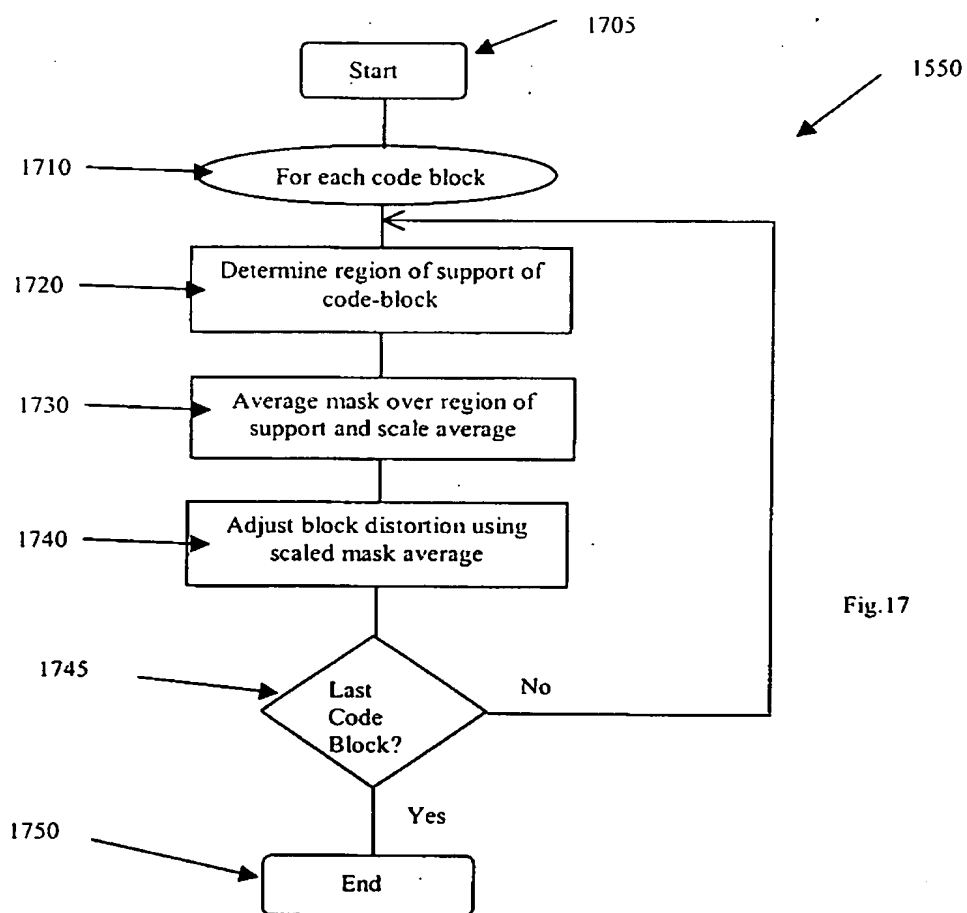 1705
Start
1550
1710
For each code block
1720
Determine region of support of
code-block
1730
Average mask over region of
support and scale average
1740
Adjust block distortion using
scaled mask average
Fig.17
1745
Last
Code
Block?
No
Yes
1750
End